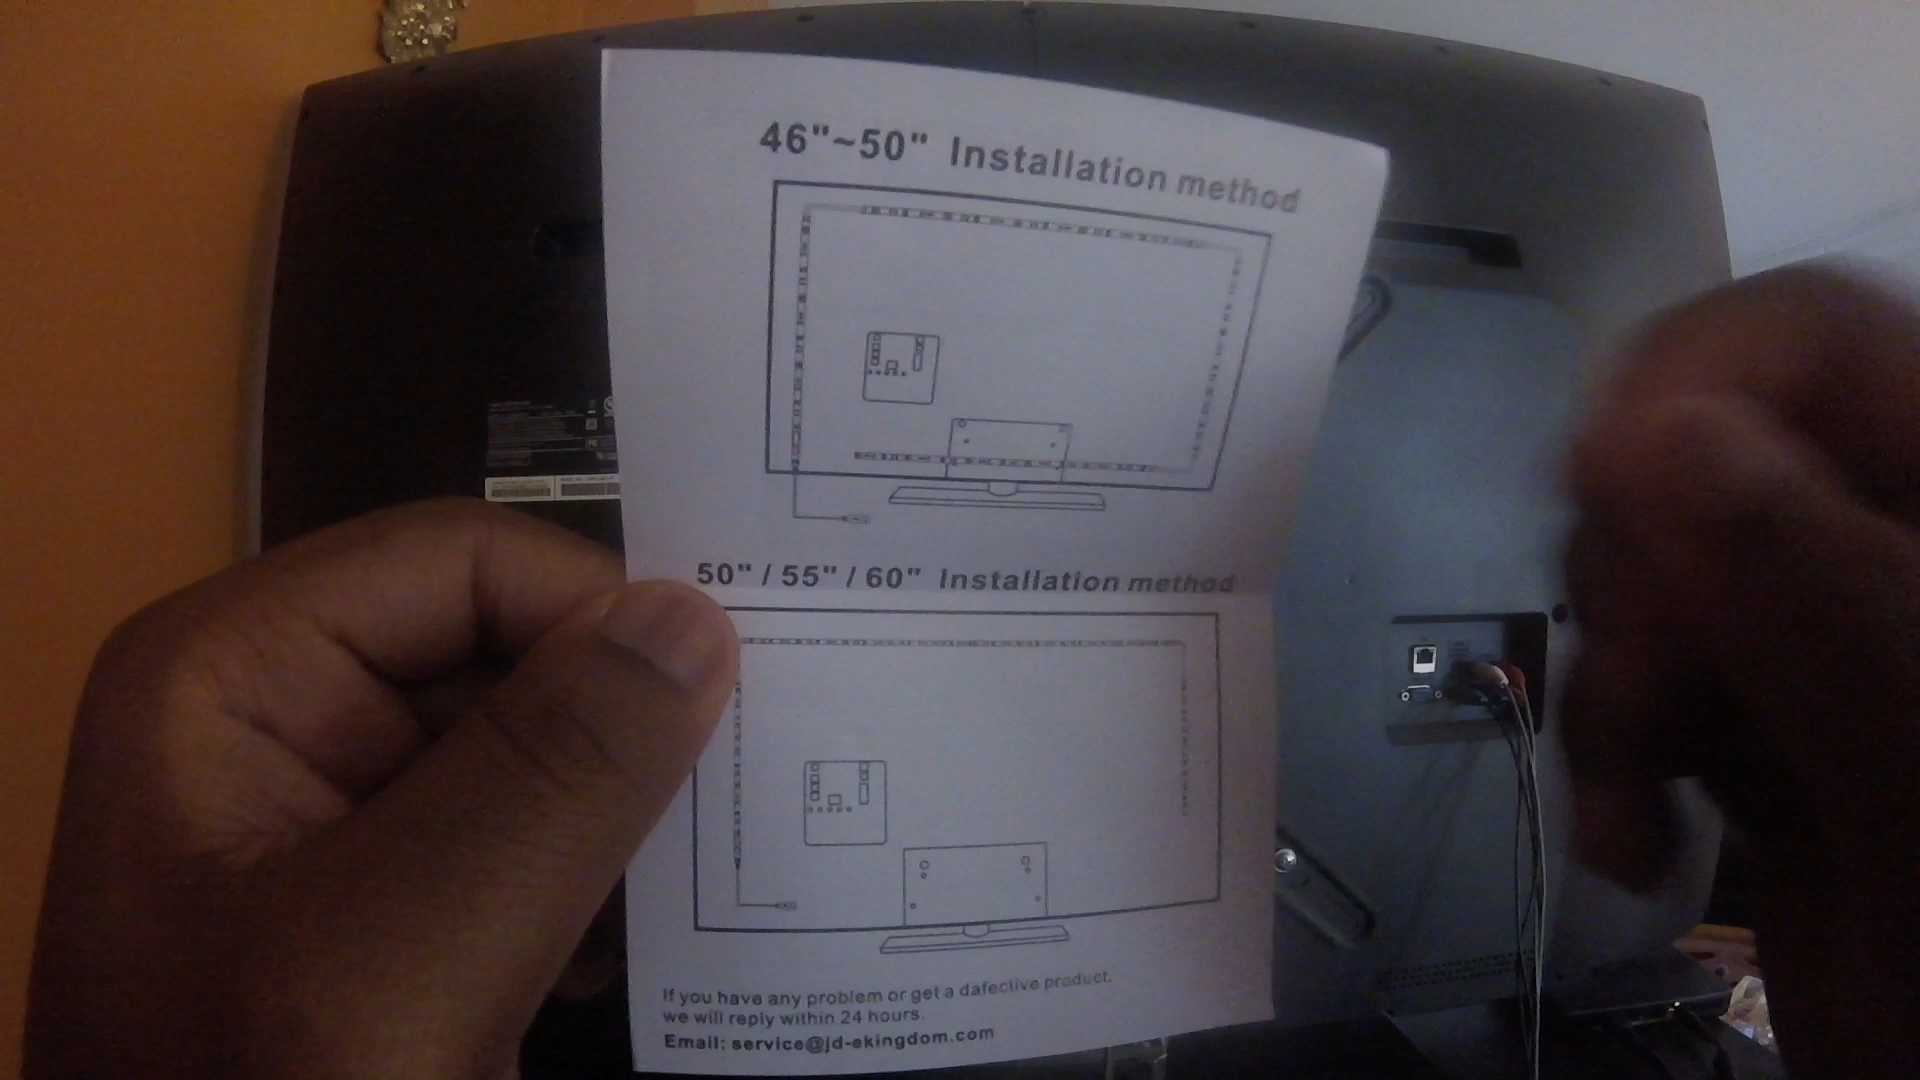 46"~50" Installation method
50" / 55" / 60" Installation method
If you have any problem or get a dafective product.
we will reply within 24 hours.
Email: service@jd-ekingdom.com